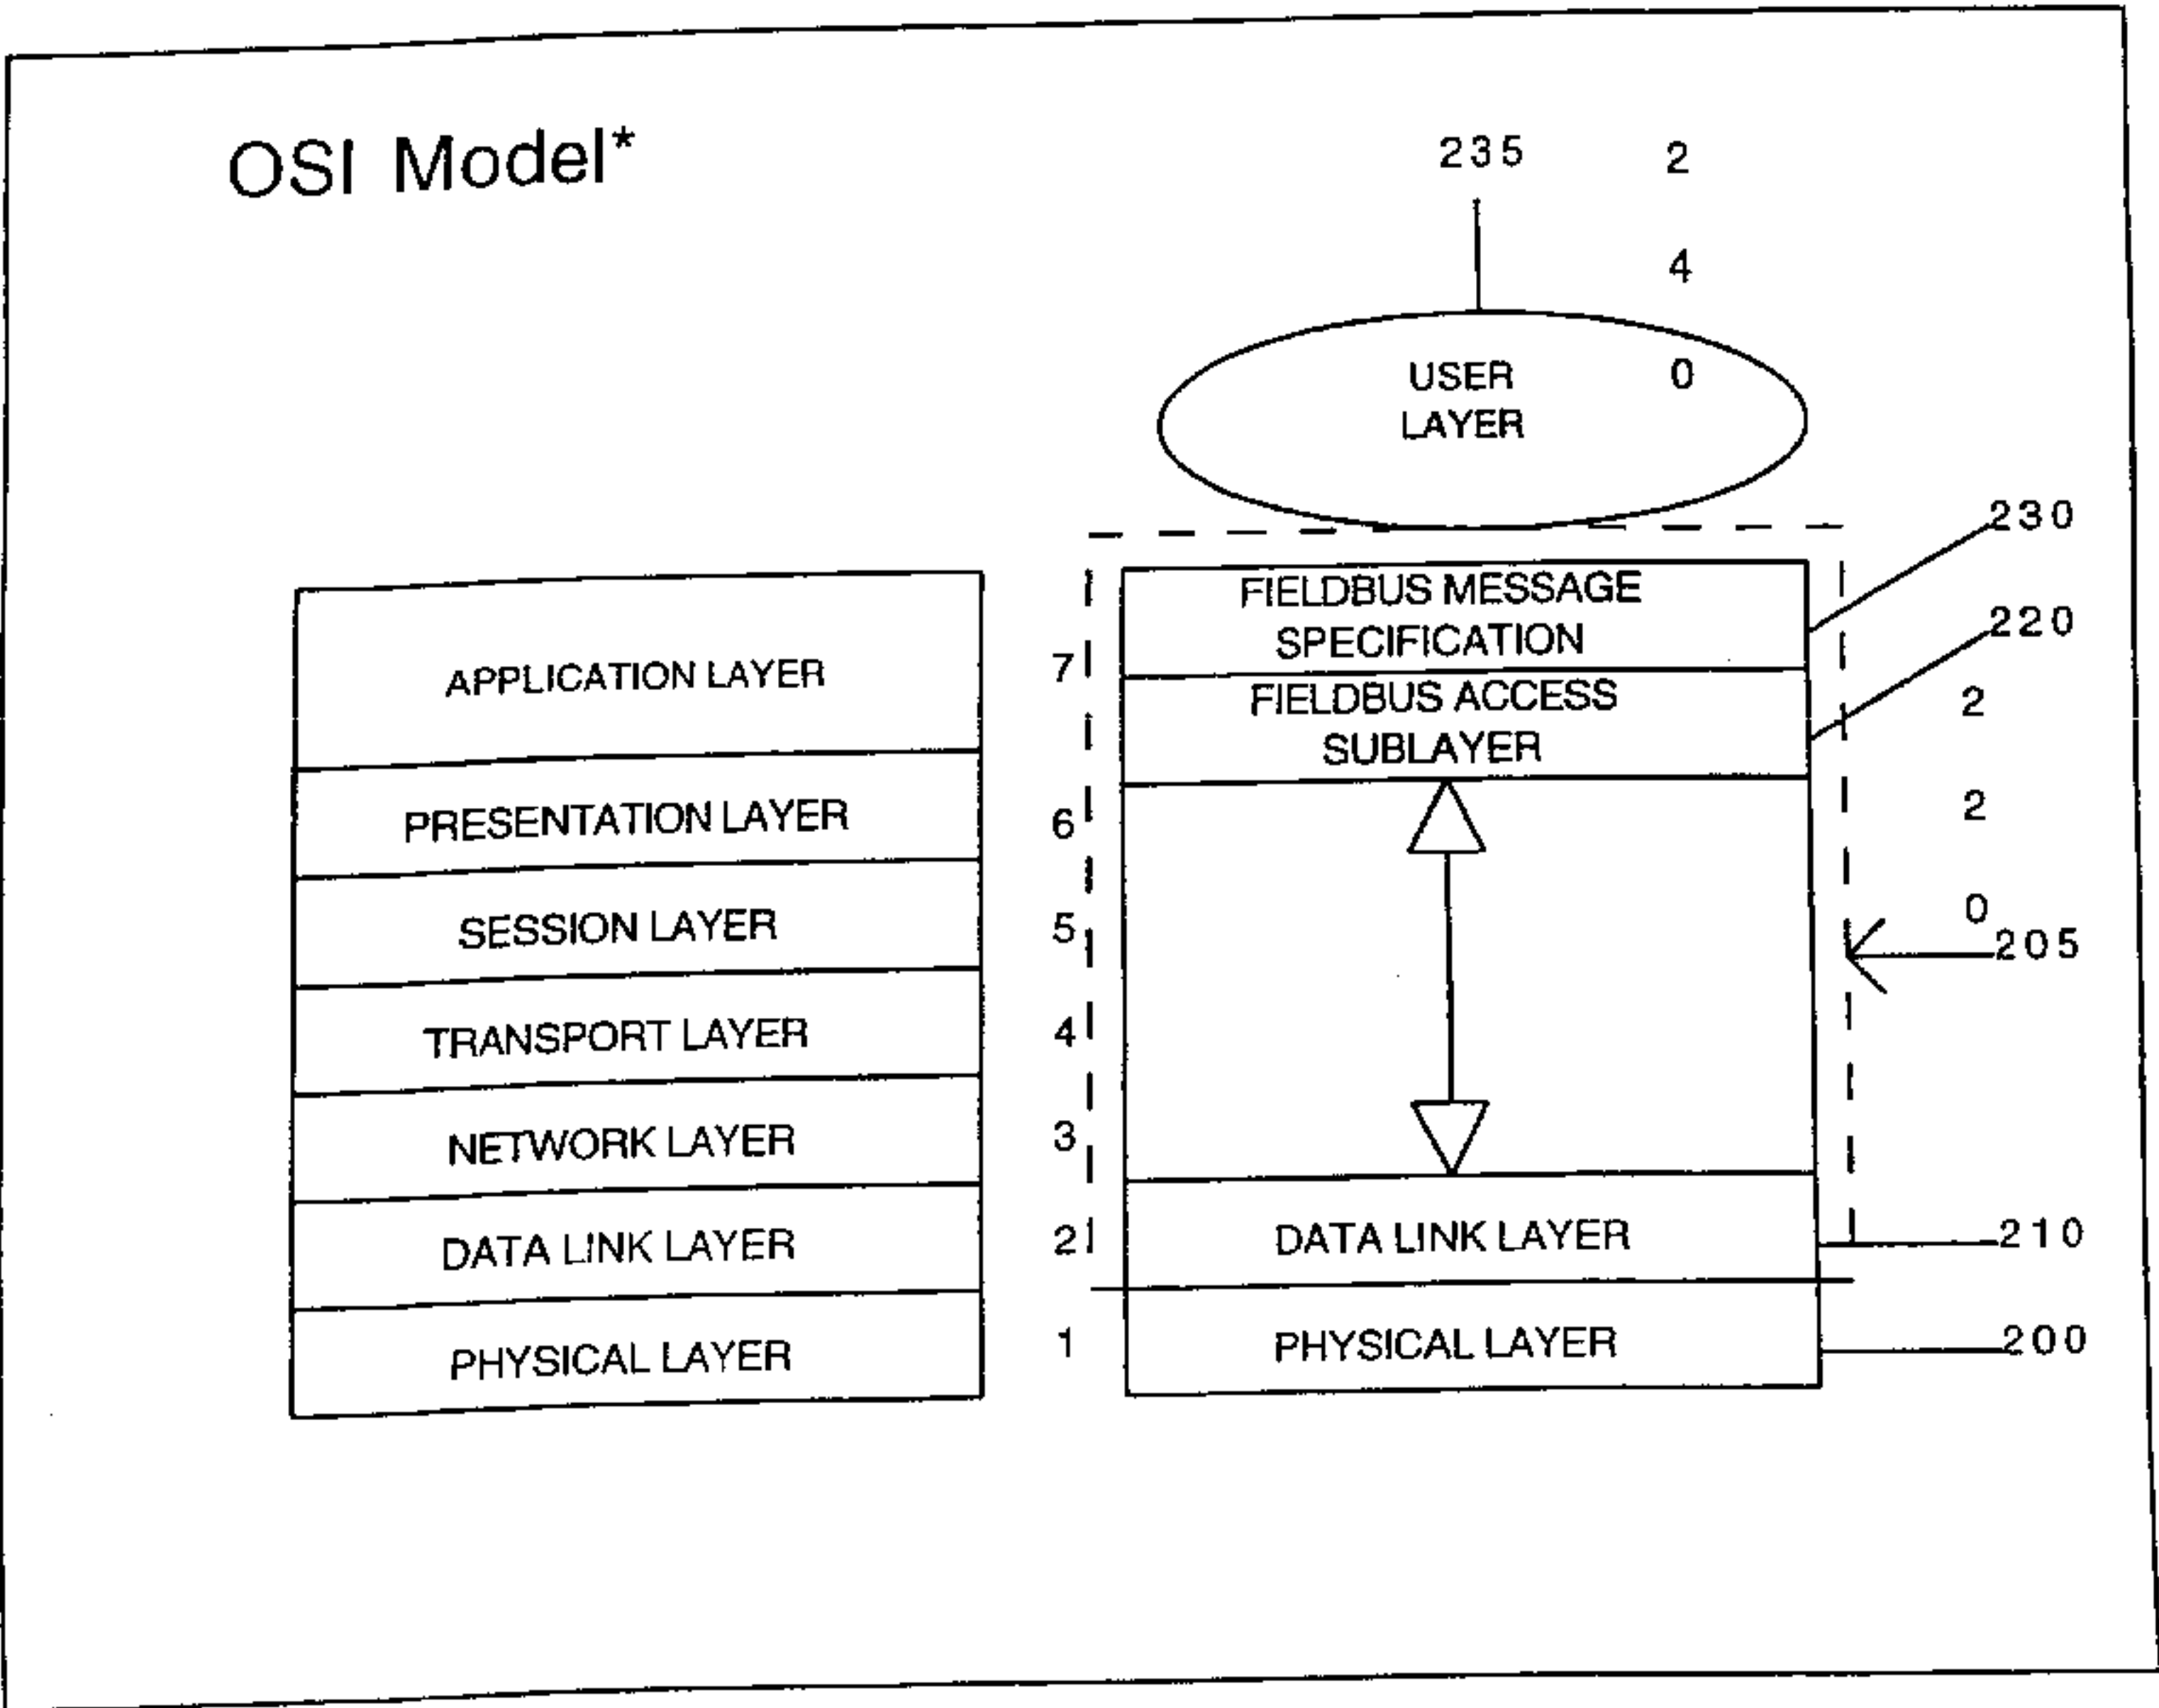 OSI Model*
235
2
4
0
USER
LAYER
230
220
2
2
0
205
210
200
APPLICATION LAYER
PRESENTATION LAYER
SESSION LAYER
TRANSPORT LAYER
NETWORK LAYER
DATA LINK LAYER
PHYSICAL LAYER
7
6
5
4
3
2
1
FIELDBUS MESSAGE
SPECIFICATION
FIELDBUS ACCESS
SUBLAYER
DATA LINK LAYER
PHYSICAL LAYER